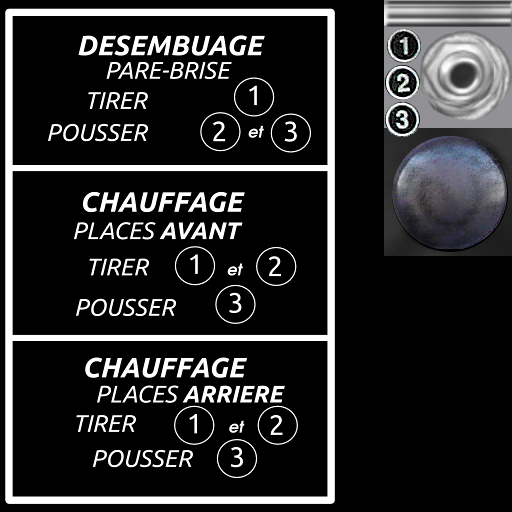 DESEMBUAGE
PARE-BRISE
TIRER 1
POUSSER 2 et 3
CHAUFFAGE
PLACES AVANT
TIRER 1 et 2
POUSSER 3
CHAUFFAGE
PLACES ARRIERE
TIRER 1 et 2
POUSSER 3
1
2
3